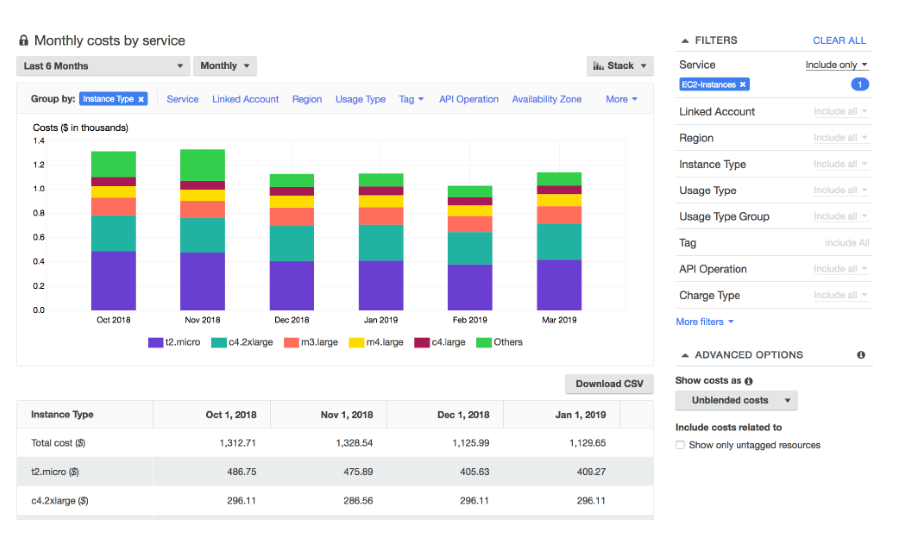 Monthly costs by service
Last 6 Months Monthly Stack
Group by: Instance Type × Service Linked Account Region Usage Type Tag API Operation Availability Zone More
Costs ($ in thousands)
1.4
1.2
1.0
0.8
0.6
0.4
0.2
0.0
Oct 2018 Nov 2018 Dec 2018 Jan 2019 Feb 2019 Mar 2019
t2.micro c4.2xlarge m3.large m4.large c4.large Others
Download CSV
Instance Type Oct 1, 2018 Nov 1, 2018 Dec 1, 2018 Jan 1, 2019
Total cost ($) 1,312.71 1,328.54 1,125.99 1,129.65
t2.micro ($) 486.75 475.89 405.63 409.27
c4.2xlarge ($) 296.11 286.56 296.11 296.11
FILTERS CLEAR ALL
Service Include only
EC2-Instances × 1
Linked Account Include all
Region Include all
Instance Type Include all
Usage Type Include all
Usage Type Group Include all
Tag Include All
API Operation Include all
Charge Type Include all
More filters
ADVANCED OPTIONS
Show costs as
Unblended costs
Include costs related to
Show only untagged resources